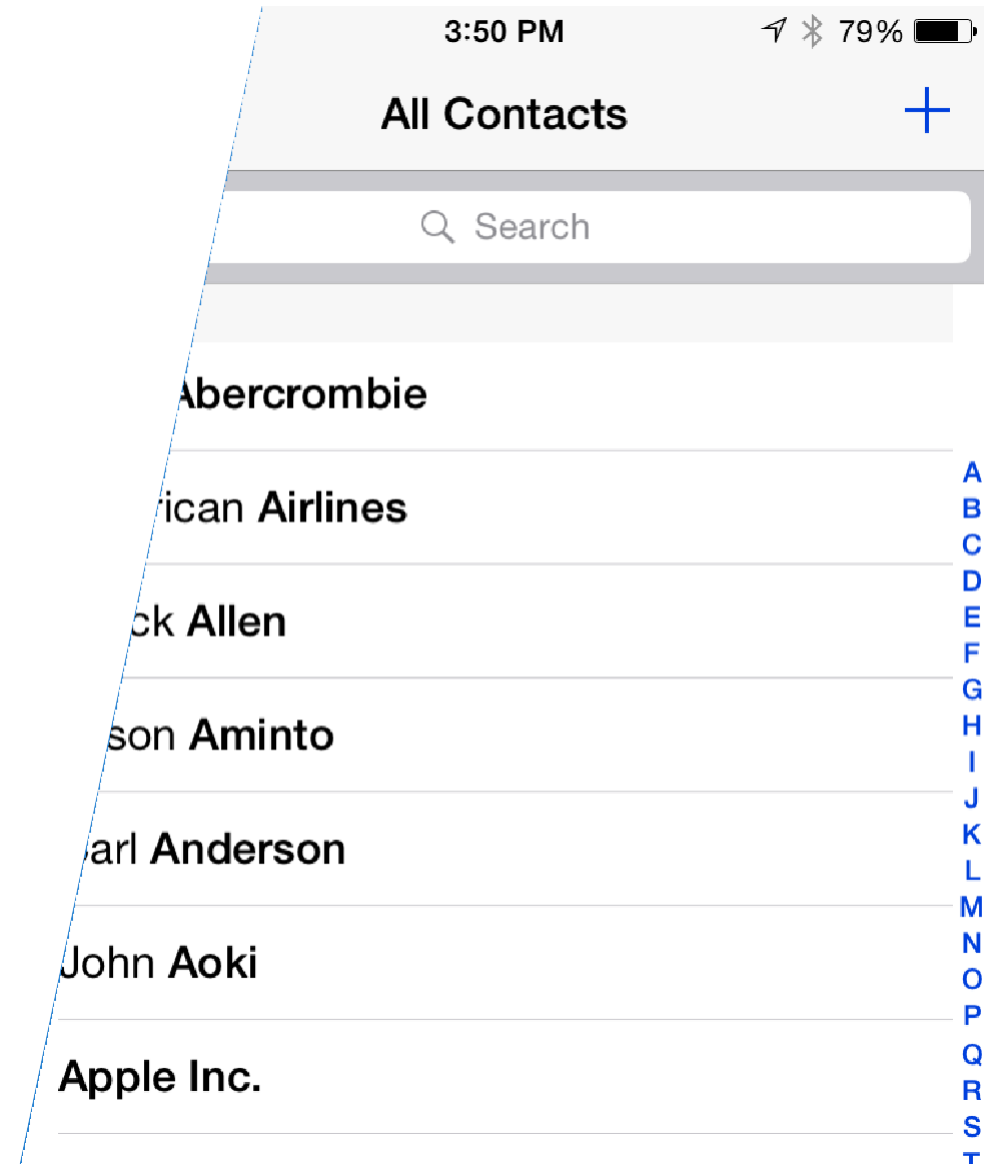 3:50 PM 79%
All Contacts
Search
Abercrombie
ican Airlines
ck Allen
son Aminto
arl Anderson
John Aoki
Apple Inc.
A
B
C
D
E
F
G
H
I
J
K
L
M
N
O
P
Q
R
S
T